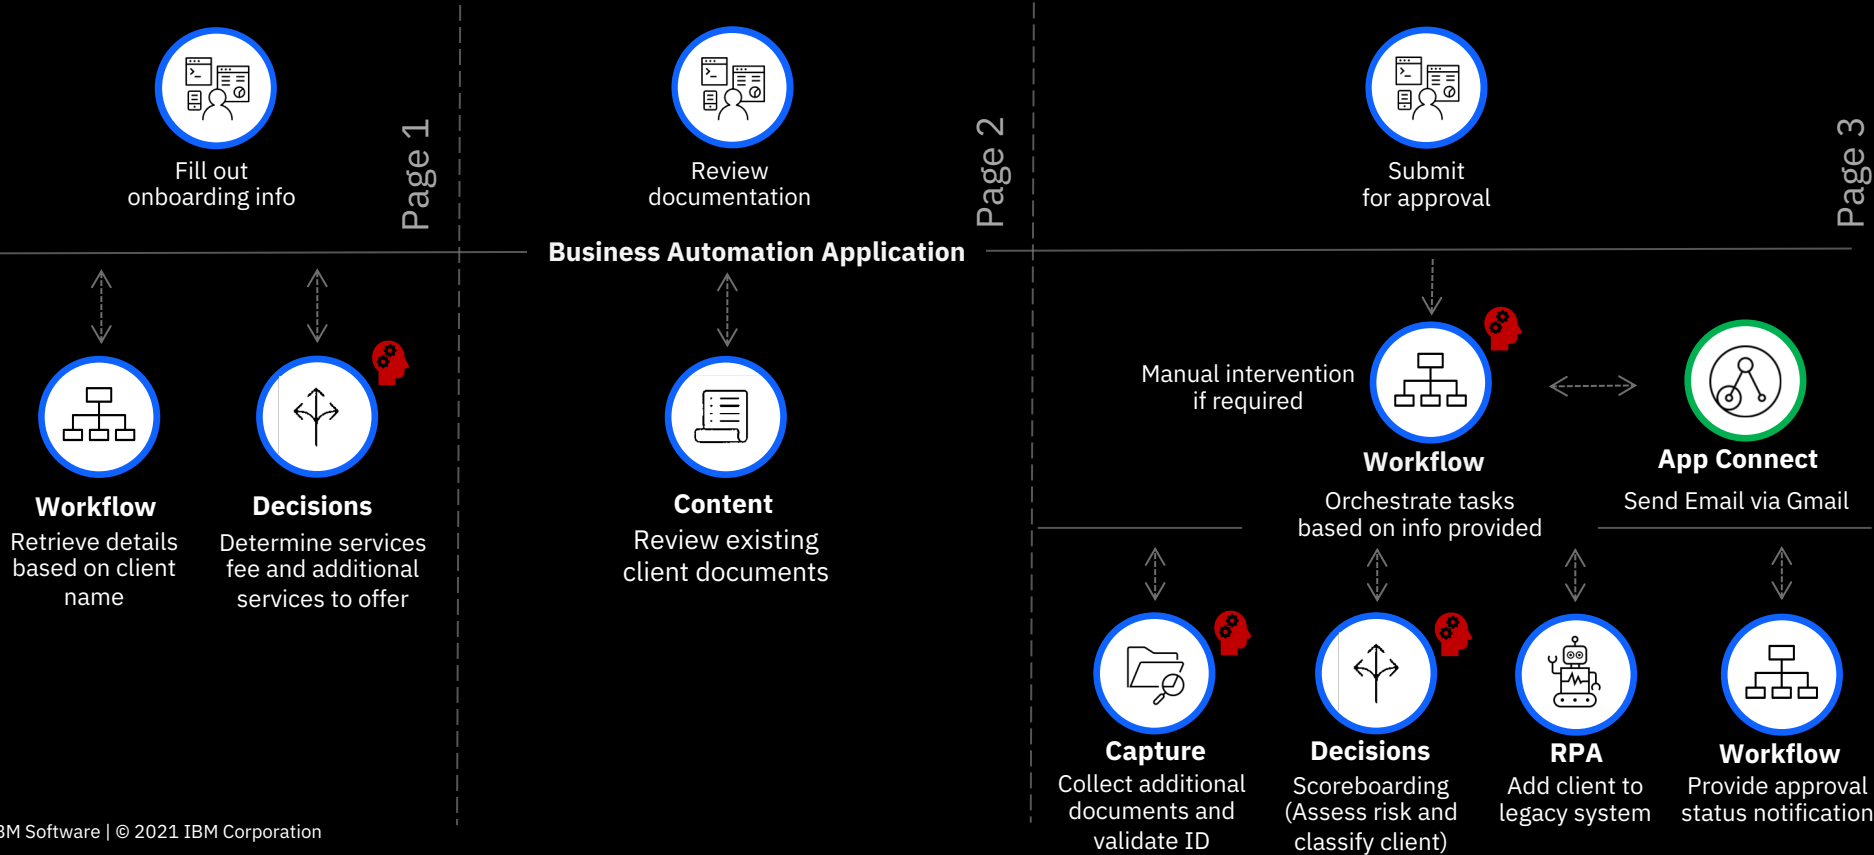 Fill out
onboarding info
Page 1
Review
documentation
Page 2
Submit
for approval
Page 3
Business Automation Application
Workflow
Retrieve details
based on client
name
Decisions
Determine services
fee and additional
services to offer
Content
Review existing
client documents
Manual intervention
if required
Workflow
Orchestrate tasks
based on info provided
App Connect
Send Email via Gmail
Capture
Collect additional
documents and
validate ID
Decisions
Scoreboarding
(Assess risk and
classify client)
RPA
Add client to
legacy system
Workflow
Provide approval
status notification
BM Software | © 2021 IBM Corporation